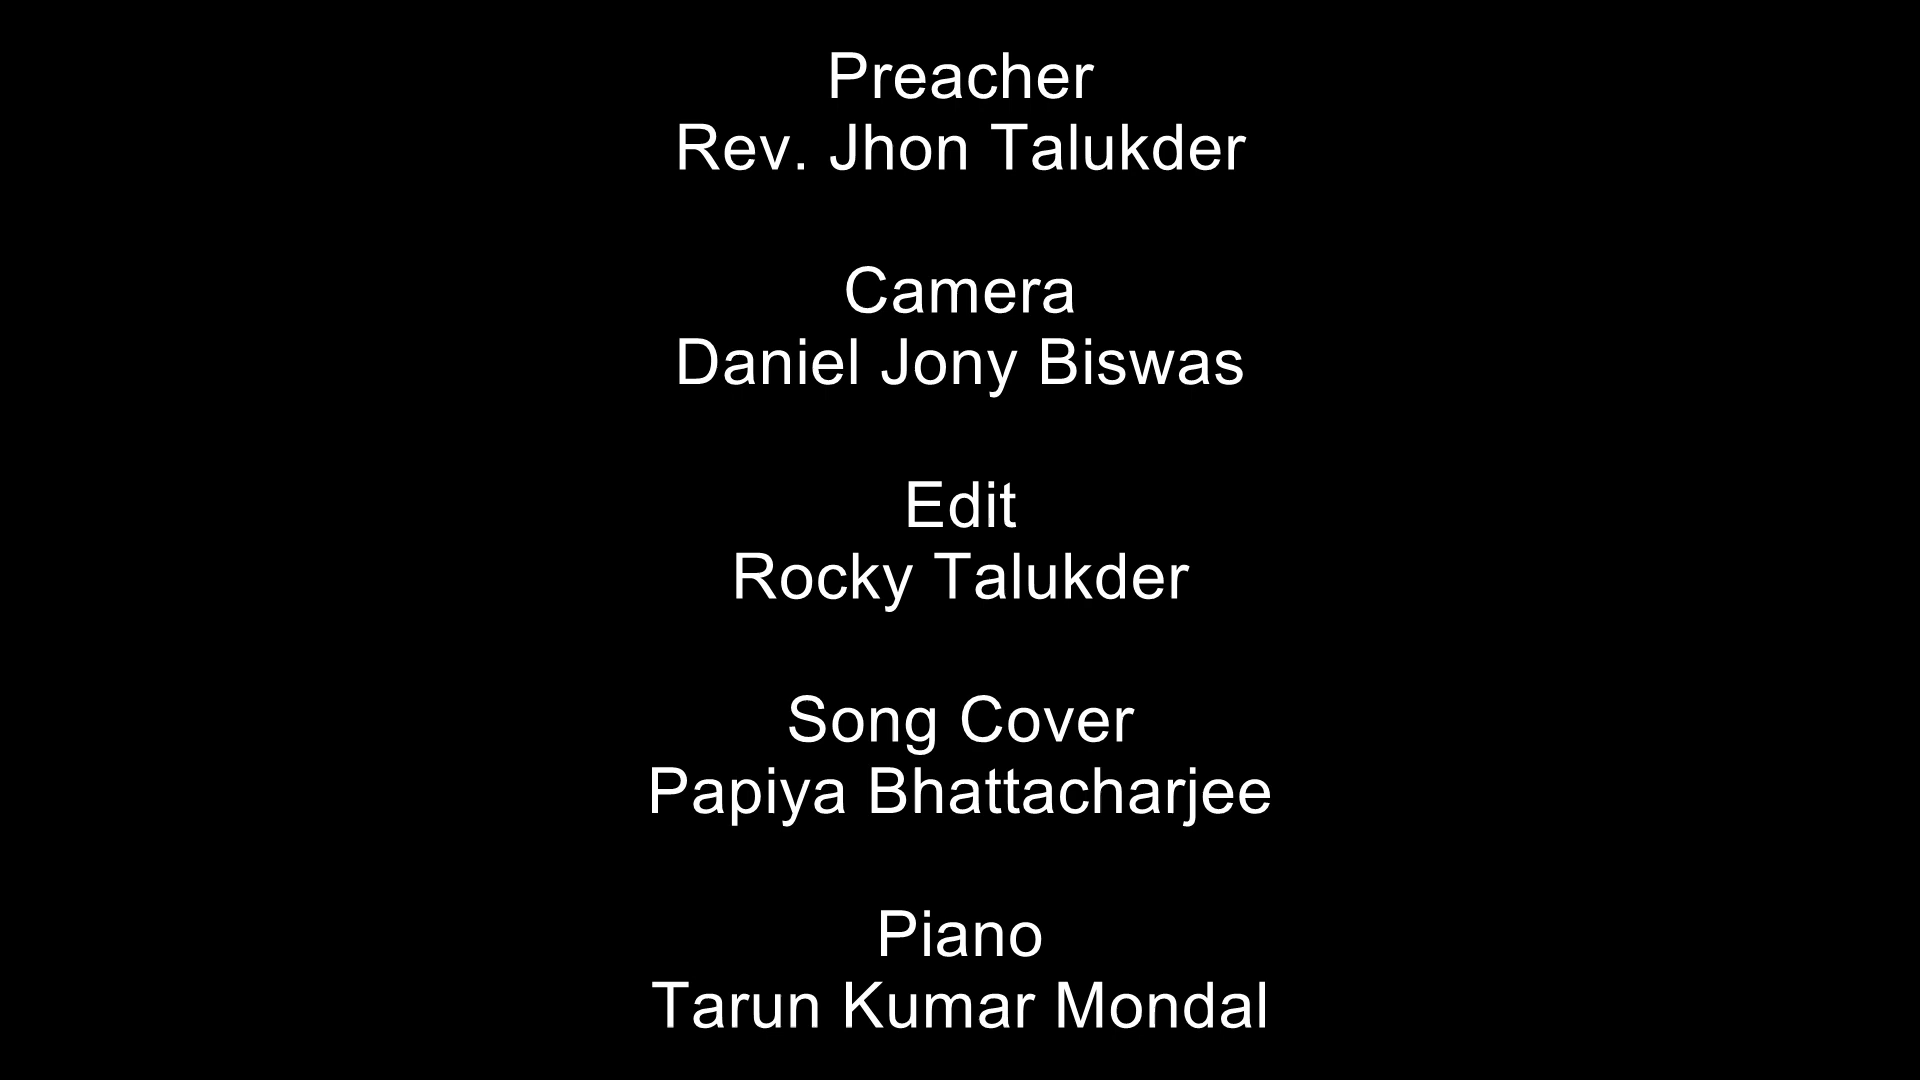 Preacher
Rev. Jhon Talukder
Camera
Daniel Jony Biswas
Edit
Rocky Talukder
Song Cover
Papiya Bhattacharjee
Piano
Tarun Kumar Mondal